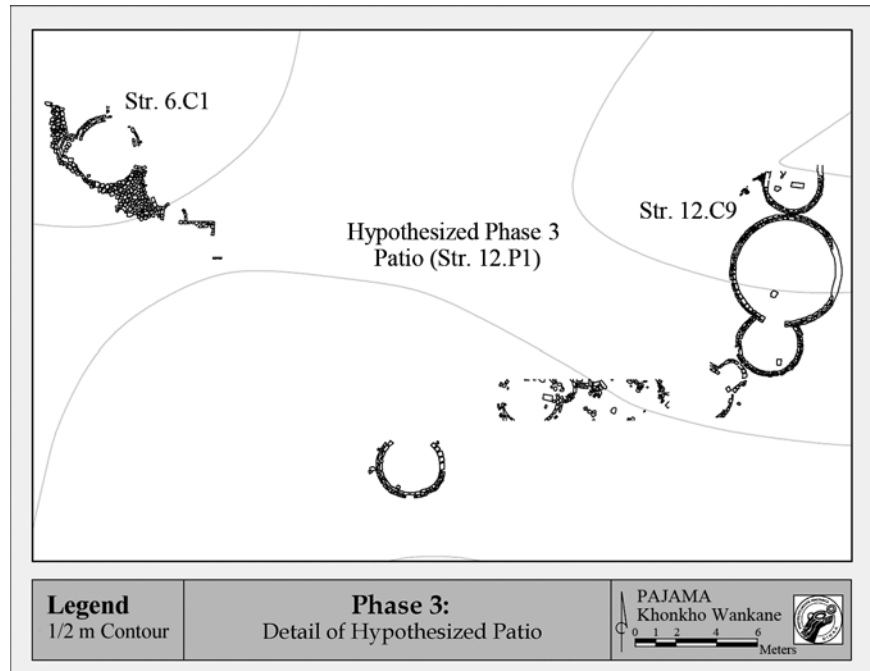 Str. 6.C1
Str. 12.C9
Hypothesized Phase 3
Patio (Str. 12.P1)
Legend
1/2 m Contour
Phase 3:
Detail of Hypothesized Patio
PAJAMA
Khonkho Wankane
0 1 2 4 6
Meters